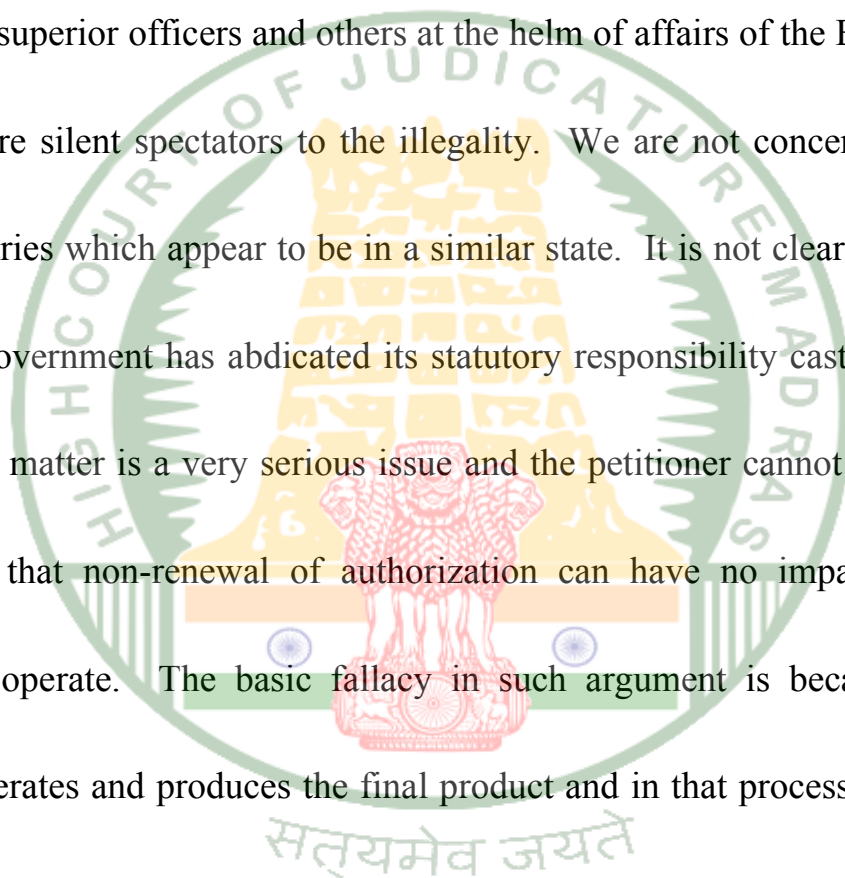 superior officers and others at the helm of affairs of the
re silent spectators to the illegality. We are not concer
ries which appear to be in a similar state. It is not clear
overnment has abdicated its statutory responsibility cast
matter is a very serious issue and the petitioner cannot
that non-renewal of authorization can have no impa
operate. The basic fallacy in such argument is beca
erates and produces the final product and in that process
HIGH COURT OF JUDICATURE MADRAS
सत्यमेव जयते